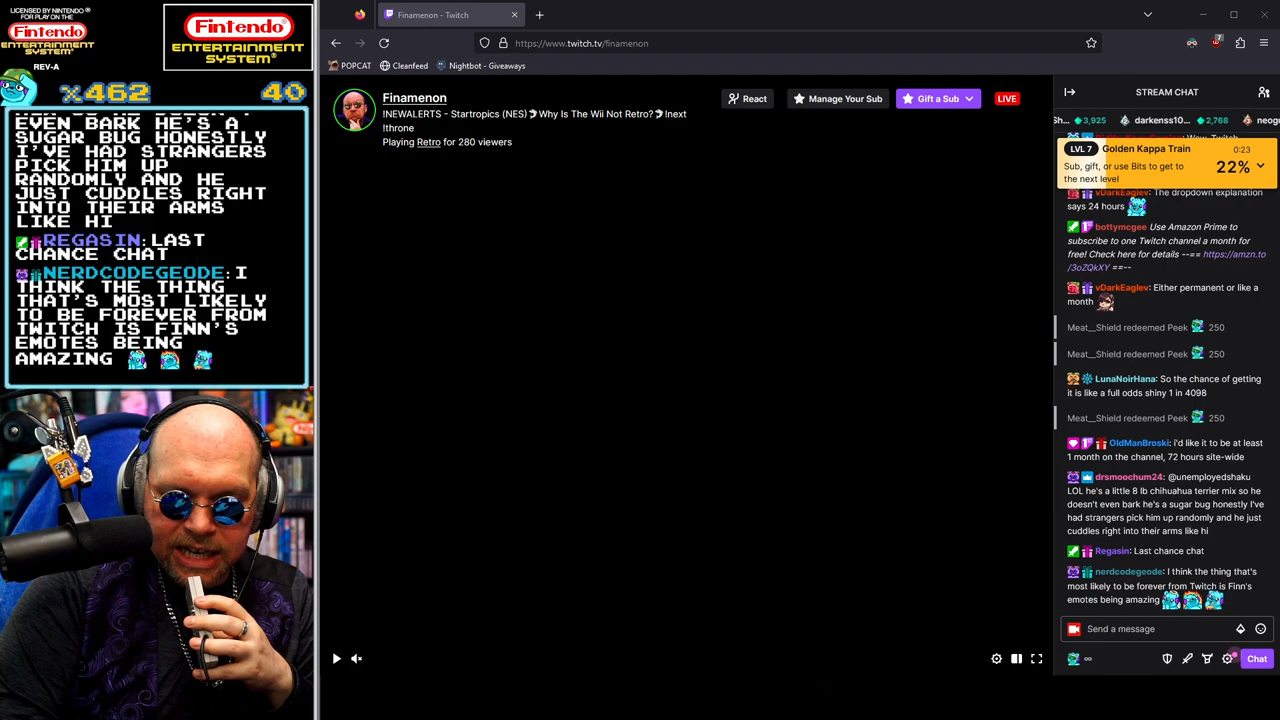 LICENSED BY NINTENDO®
FOR PLAY ON THE
Fintendo
ENTERTAINMENT
SYSTEM®
REV-A
Fintendo®
ENTERTAINMENT
SYSTEM®
x462
40
EVEN BARK HE'S A
SUGAR BUG HONESTLY
I'VE HAD STRANGERS
PICK HIM UP
RANDOMLY AND HE
JUST CUDDLES RIGHT
INTO THEIR ARMS
LIKE HI
REGASIN:LAST
CHANCE CHAT
NERDCODEGEODE:I
THINK THE THING
THAT'S MOST LIKELY
TO BE FOREVER FROM
TWITCH IS FINN'S
EMOTES BEING
AMAZING
Finamenon - Twitch
https://www.twitch.tv/finamenon
7
POPCAT
Cleanfeed
Nightbot - Giveaways
Finamenon
!NEWALERTS - Startropics (NES) Why Is The Wii Not Retro? !next
!throne
Playing Retro for 280 viewers
React
Manage Your Sub
Gift a Sub
LIVE
STREAM CHAT
Sh... 3,925
darkenss10... 2,768
neog
LVL 7 Golden Kappa Train 0:23
Sub, gift, or use Bits to get to
the next level
22%
vDarkEaglev: The dropdown explanation
says 24 hours
bottymcgee Use Amazon Prime to
subscribe to one Twitch channel a month for
free! Check here for details --== https://amzn.to
/3oZQkXY ==--
vDarkEaglev: Either permanent or like a
month
Meat__Shield redeemed Peek 250
Meat__Shield redeemed Peek 250
LunaNoirHana: So the chance of getting
it is like a full odds shiny 1 in 4098
Meat__Shield redeemed Peek 250
OldManBroski: i'd like it to be at least
1 month on the channel, 72 hours site-wide
drsmoochum24: @unemployedshaku
LOL he's a little 8 lb chihuahua terrier mix so he
doesn't even bark he's a sugar bug honestly I've
had strangers pick him up randomly and he just
cuddles right into their arms like hi
Regasin: Last chance chat
nerdcodegeode: I think the thing that's
most likely to be forever from Twitch is Finn's
emotes being amazing
Send a message
Chat